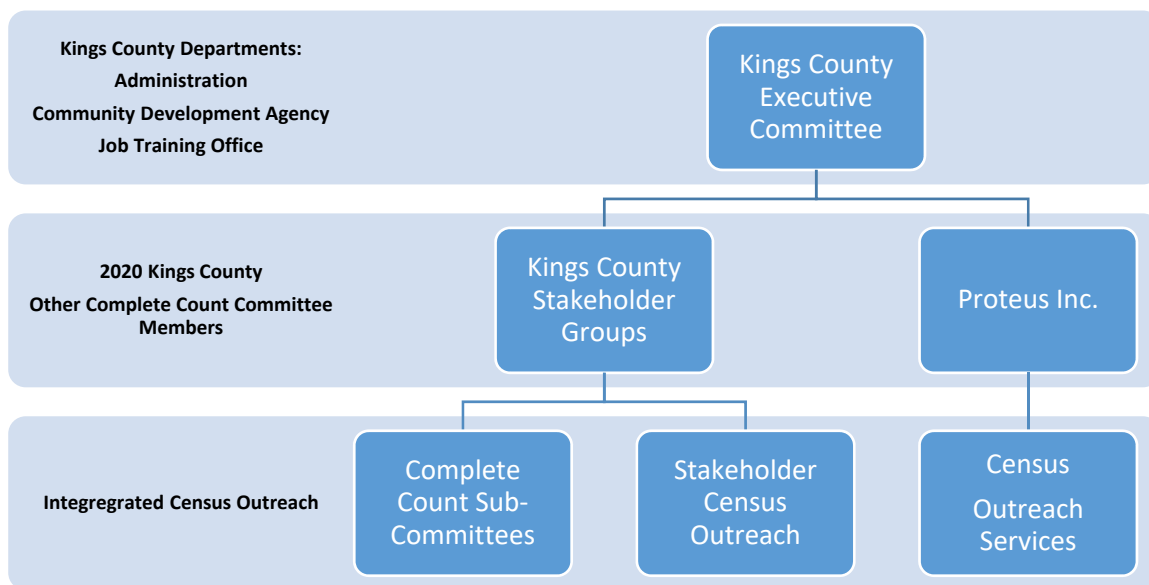 Kings County Departments:
Administration
Community Development Agency
Job Training Office
Kings County
Executive
Committee
2020 Kings County
Other Complete Count Committee
Members
Kings County
Stakeholder
Groups
Proteus Inc.
Integregrated Census Outreach
Complete
Count Sub-
Committees
Stakeholder
Census
Outreach
Census
Outreach
Services